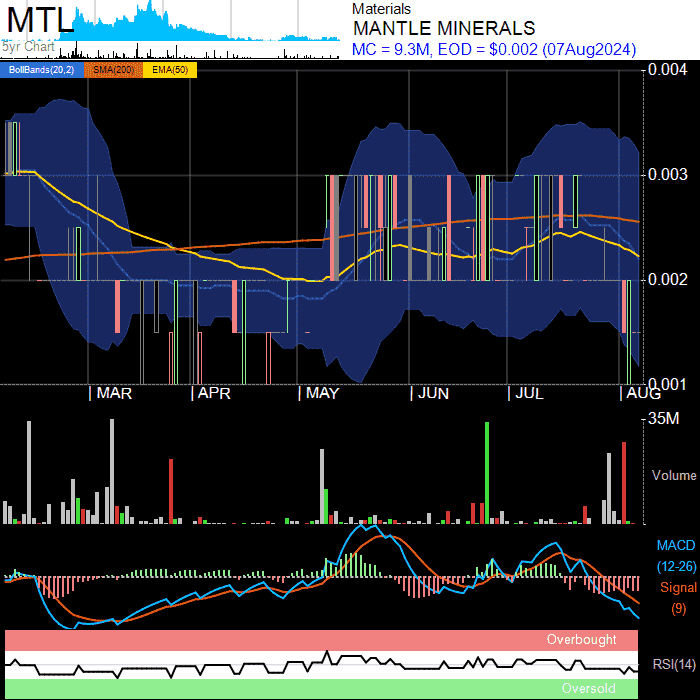 MTL
5yr Chart
Materials
MANTLE MINERALS
MC = 9.3M, EOD = $0.002 (07Aug2024)
BollBands(20,2) SMA(200) EMA(50)
0.004
0.003
0.002
0.001
MAR APR MAY JUN JUL AUG
35M
Volume
MACD
(12-26)
Signal
(9)
Overbought
RSI(14)
Oversold